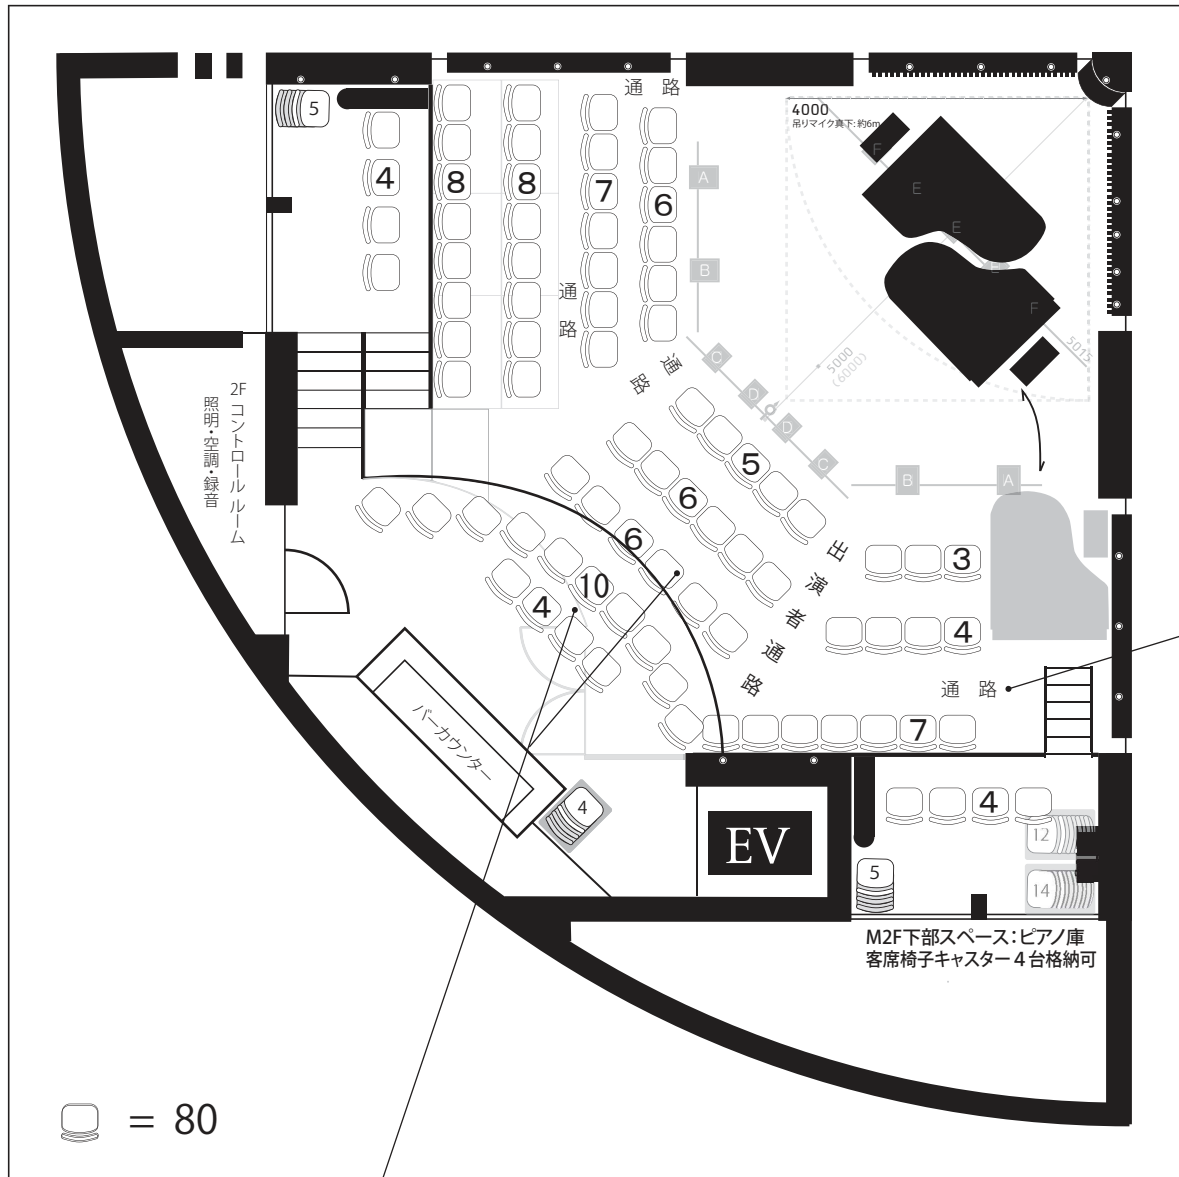 通 路
4000
吊りマイク真下: 約6m
5
4
8
8
7
6
A
B
F
E
E
E
F
5015
5000
(6000)
通路
通路
C
D
D
C
B
A
2F コントロール ルーム
照明・空調・録音
5
6
6
10
4
出演者通路
3
4
通 路
7
バーカウンター
4
EV
4
12
14
5
M2F下部スペース：ピアノ庫
客席椅子キャスター４台格納可
= 80